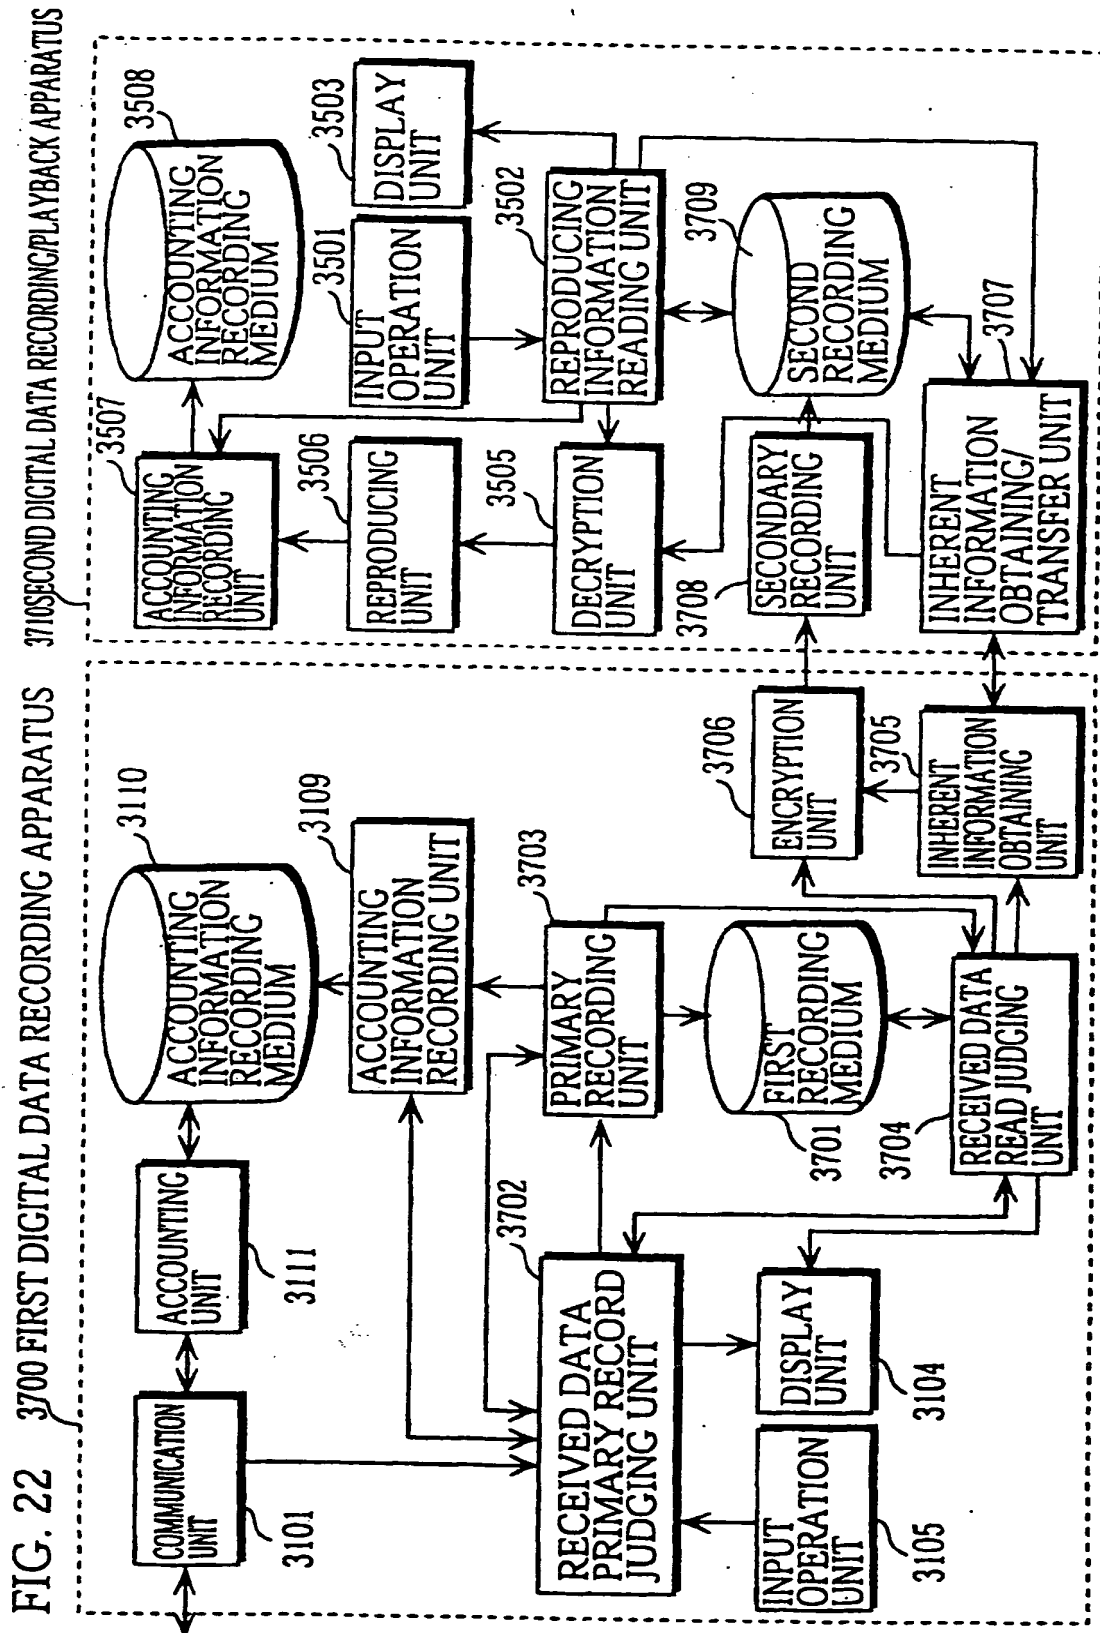 FIG. 22
3700 FIRST DIGITAL DATA RECORDING APPARATUS
3710SECOND DIGITAL DATA RECORDING/PLAYBACK APPARATUS
COMMUNICATION
UNIT
3101
ACCOUNTING
UNIT
3111
ACCOUNTING
INFORMATION
RECORDING
MEDIUM
3110
ACCOUNTING
INFORMATION
RECORDING UNIT
3109
RECEIVED DATA
PRIMARY RECORD
JUDGING UNIT
3702
PRIMARY
RECORDING
UNIT
3703
INPUT
OPERATION
UNIT
3105
DISPLAY
UNIT
3104
FIRST
RECORDING
MEDIUM
3701
RECEIVED DATA
READ JUDGING
UNIT
3704
ENCRYPTION
UNIT
3706
INHERENT
INFORMATION
OBTAINING
UNIT
3705
ACCOUNTING
INFORMATION
RECORDING
UNIT
3507
ACCOUNTING
INFORMATION
RECORDING
MEDIUM
3508
REPRODUCING
UNIT
3506
INPUT
OPERATION
UNIT
3501
DISPLAY
UNIT
3503
DECRYPTION
UNIT
3505
REPRODUCING
INFORMATION
READING UNIT
3502
SECONDARY
RECORDING
UNIT
3708
SECOND
RECORDING
MEDIUM
3709
INHERENT
INFORMATION
OBTAINING/
TRANSFER UNIT
3707